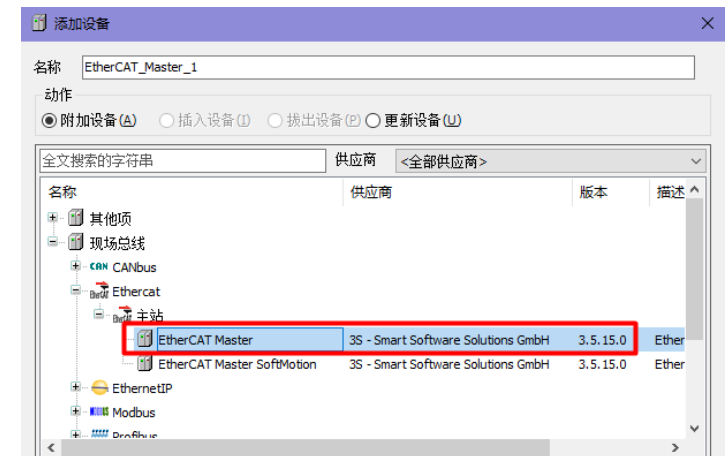 添加设备
名称 EtherCAT_Master_1
动作
附加设备(A) 插入设备(I) 拔出设备(P) 更新设备(U)
全文搜索的字符串 供应商 <全部供应商>
名称 供应商 版本 描述
其他项
现场总线
CAN CANbus
Ethercat
主站
EtherCAT Master 3S - Smart Software Solutions GmbH 3.5.15.0 Ether
EtherCAT Master SoftMotion 3S - Smart Software Solutions GmbH 3.5.15.0 Ether
EthernetIP
Modbus
Profibus